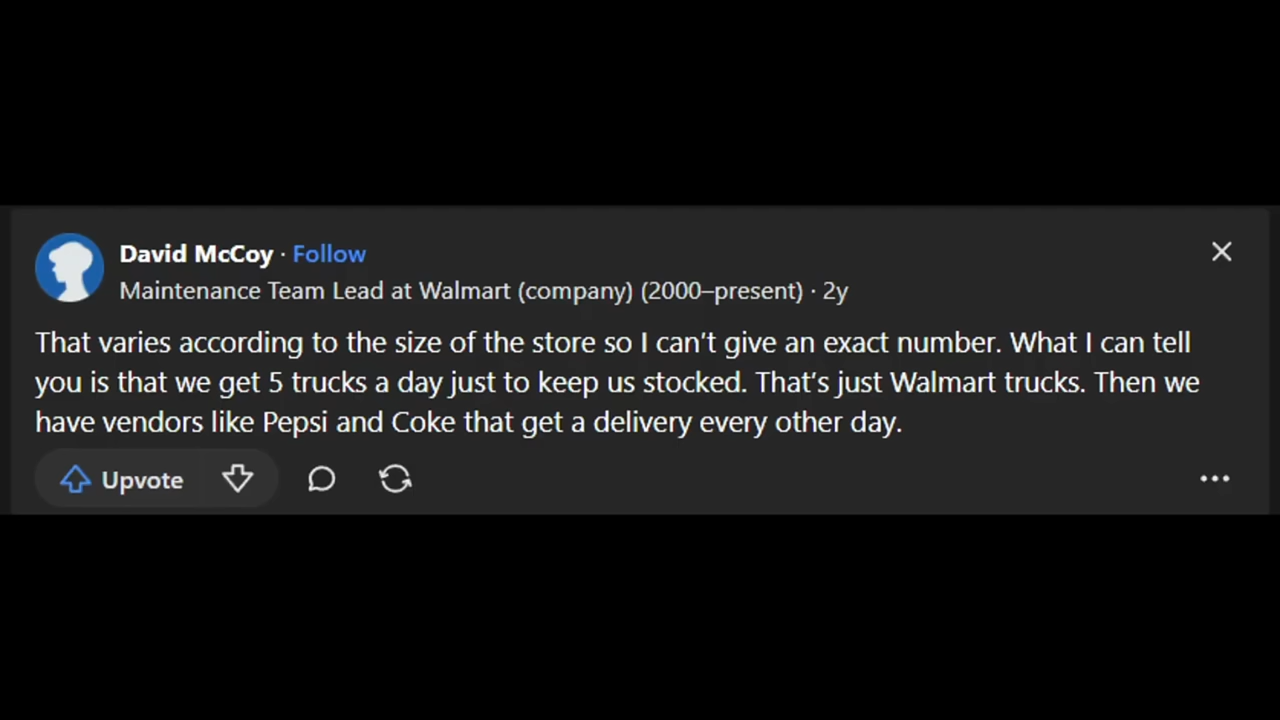 David McCoy · Follow
Maintenance Team Lead at Walmart (company) (2000–present) · 2y
That varies according to the size of the store so I can’t give an exact number. What I can tell
you is that we get 5 trucks a day just to keep us stocked. That’s just Walmart trucks. Then we
have vendors like Pepsi and Coke that get a delivery every other day.
Upvote